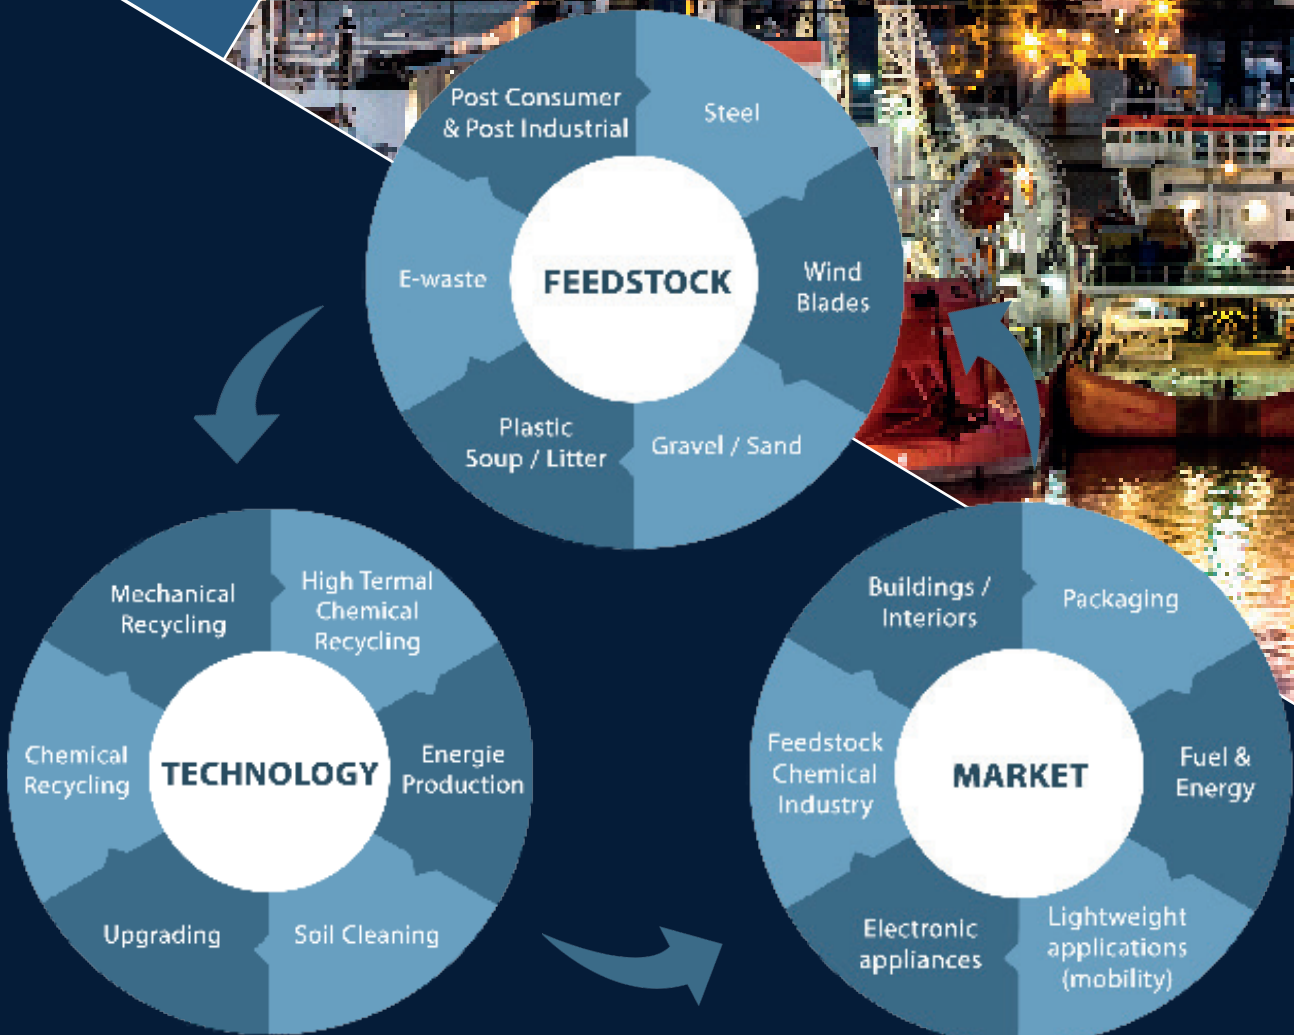 Post Consumer
& Post Industrial
Steel
E-waste
FEEDSTOCK
Wind
Blades
Plastic
Soup / Litter
Gravel / Sand
Mechanical
Recycling
High Termal
Chemical
Recycling
Chemical
Recycling
TECHNOLOGY
Energie
Production
Upgrading
Soil Cleaning
Buildings /
Interiors
Packaging
Feedstock
Chemical
Industry
MARKET
Fuel &
Energy
Electronic
appliances
Lightweight
applications
(mobility)